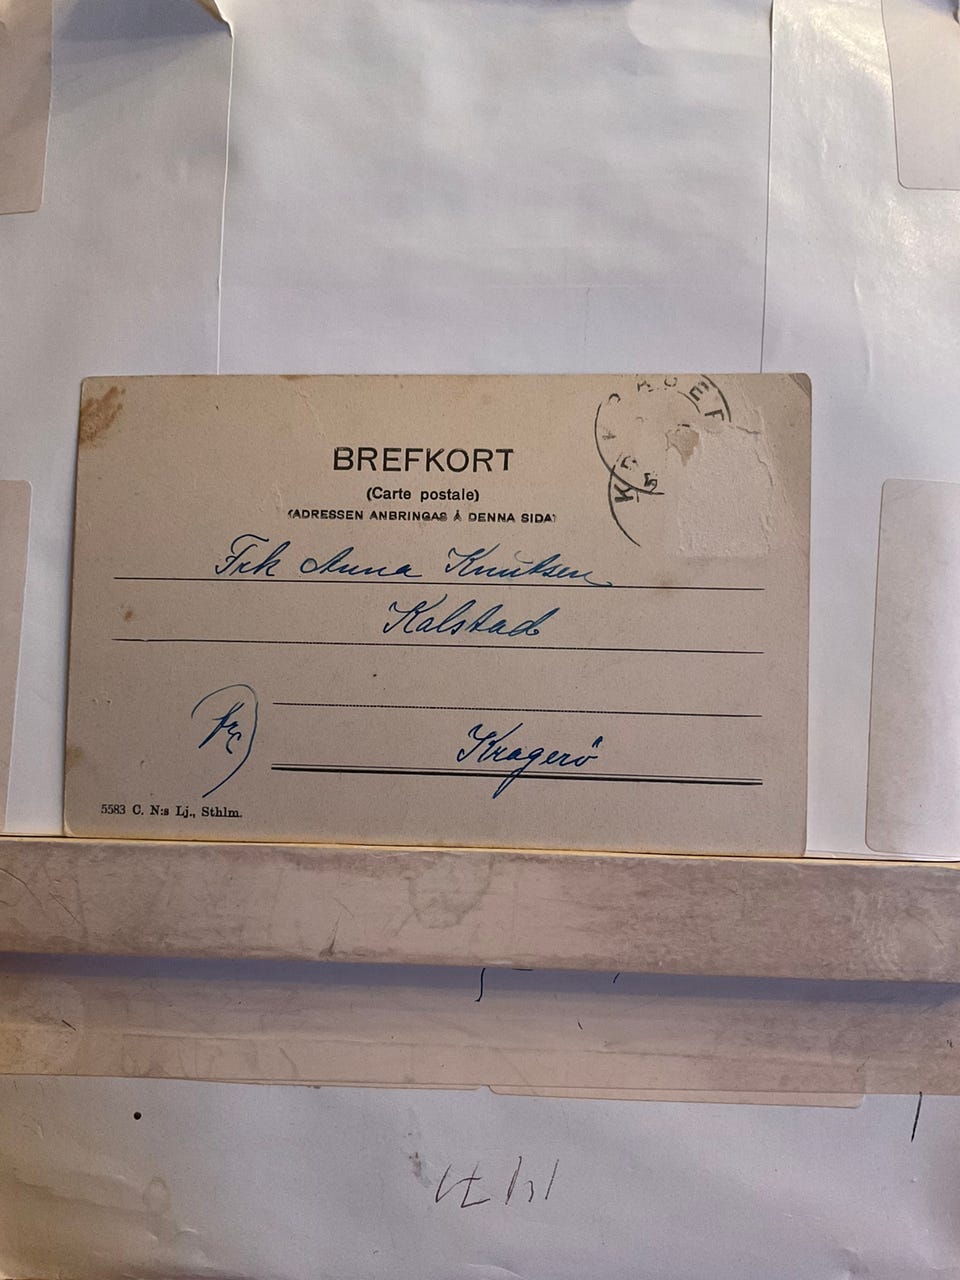 BREFKORT
(Carte postale)
(ADRESSEN ANBRINGAS Å DENNA SIDA)
Frk Anna Knutsen
Kalstad
Kragerö
5583 C. N:s Lj., Sthlm.